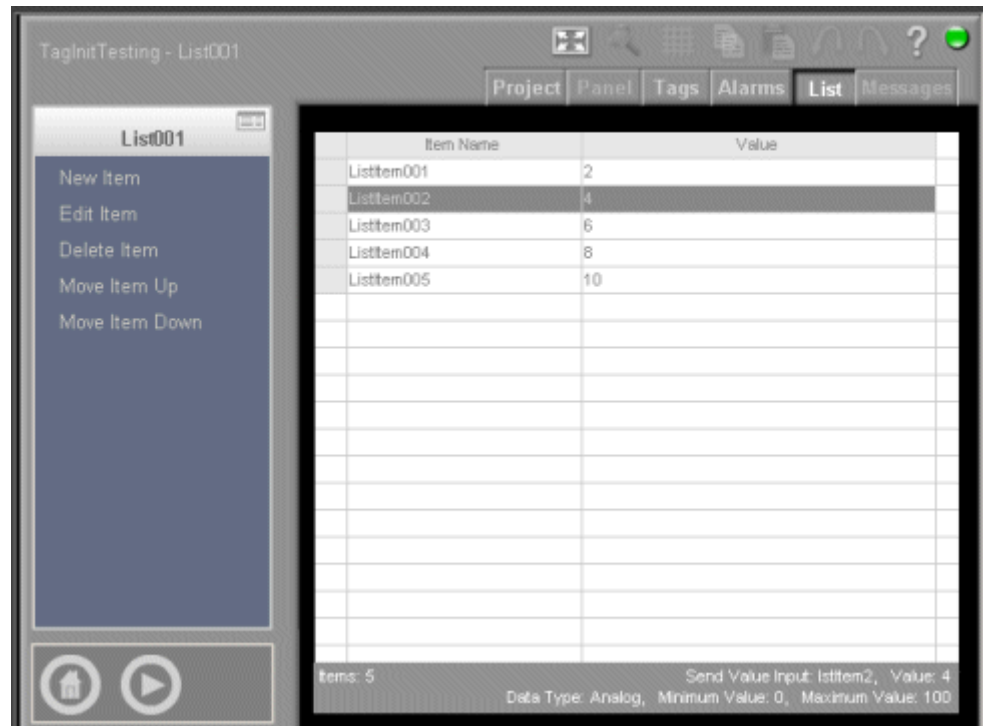 TagInitTesting - List001
?
Project Panel Tags Alarms List Messages
List001
New Item
Edit Item
Delete Item
Move Item Up
Move Item Down
Item Name Value
ListItem001 2
ListItem002 4
ListItem003 6
ListItem004 8
ListItem005 10
Items: 5 Send Value Input: lstItem2, Value: 4
Data Type: Analog, Minimum Value: 0, Maximum Value: 100